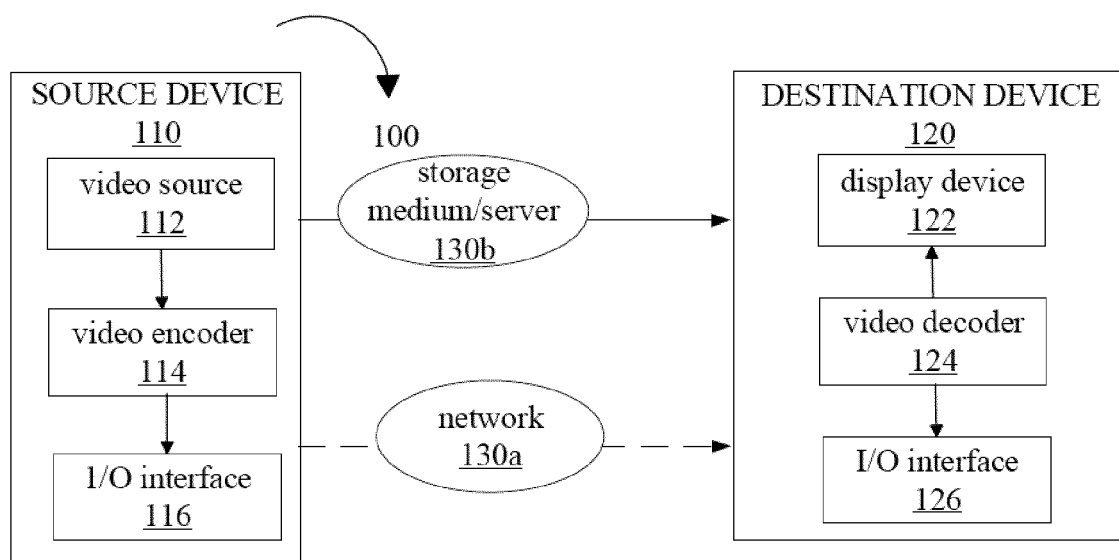 SOURCE DEVICE
110
video source
112
video encoder
114
1/O interface
116
100
storage
medium/server
130b
network
130a
DESTINATION DEVICE
120
display device
122
video decoder
124
I/O interface
126